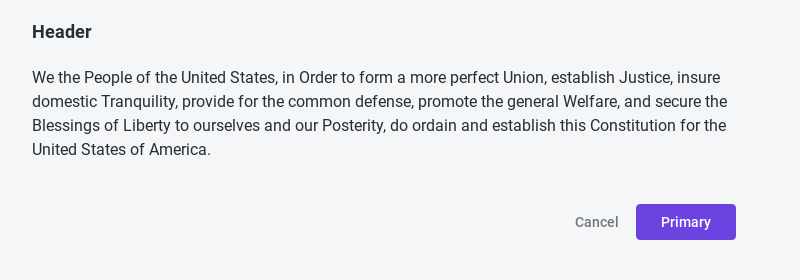 Header
We the People of the United States, in Order to form a more perfect Union, establish Justice, insure
domestic Tranquility, provide for the common defense, promote the general Welfare, and secure the
Blessings of Liberty to ourselves and our Posterity, do ordain and establish this Constitution for the
United States of America.
Cancel Primary